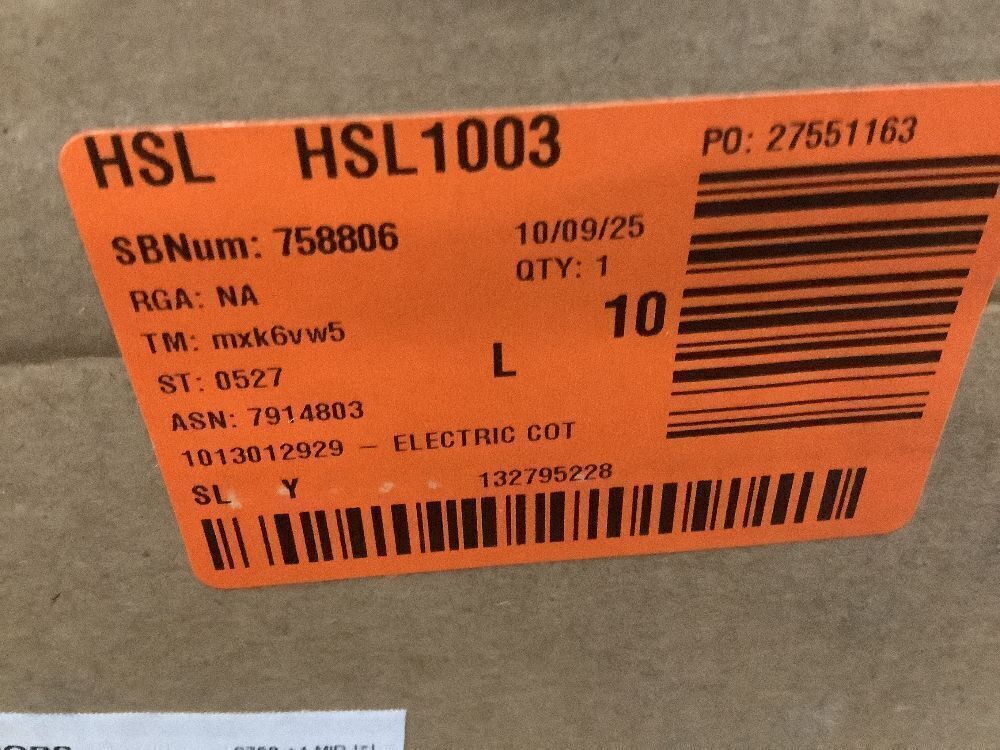 HSL HSL1003
PO: 27551163
SBNum: 758806 10/09/25
RGA: NA QTY: 1
TM: mxk6vw5 10
ST: 0527 L
ASN: 7914803
1013012929 - ELECTRIC COT
SL Y 132795228